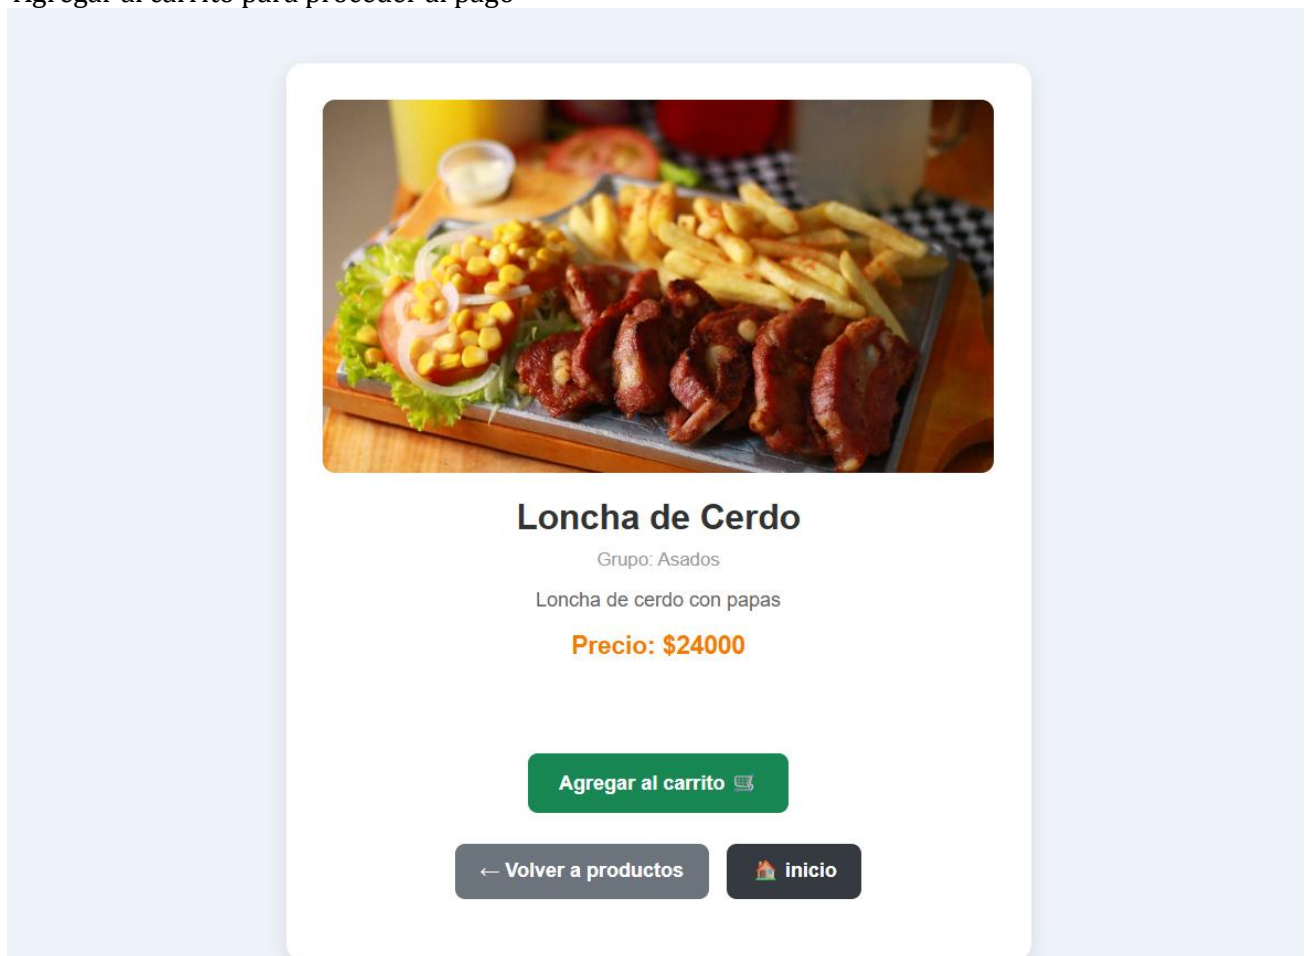 Agregar al carrito para proceder al pago
Loncha de Cerdo
Grupo: Asados
Loncha de cerdo con papas
Precio: $24000
Agregar al carrito 🛒
← Volver a productos
🏠 inicio